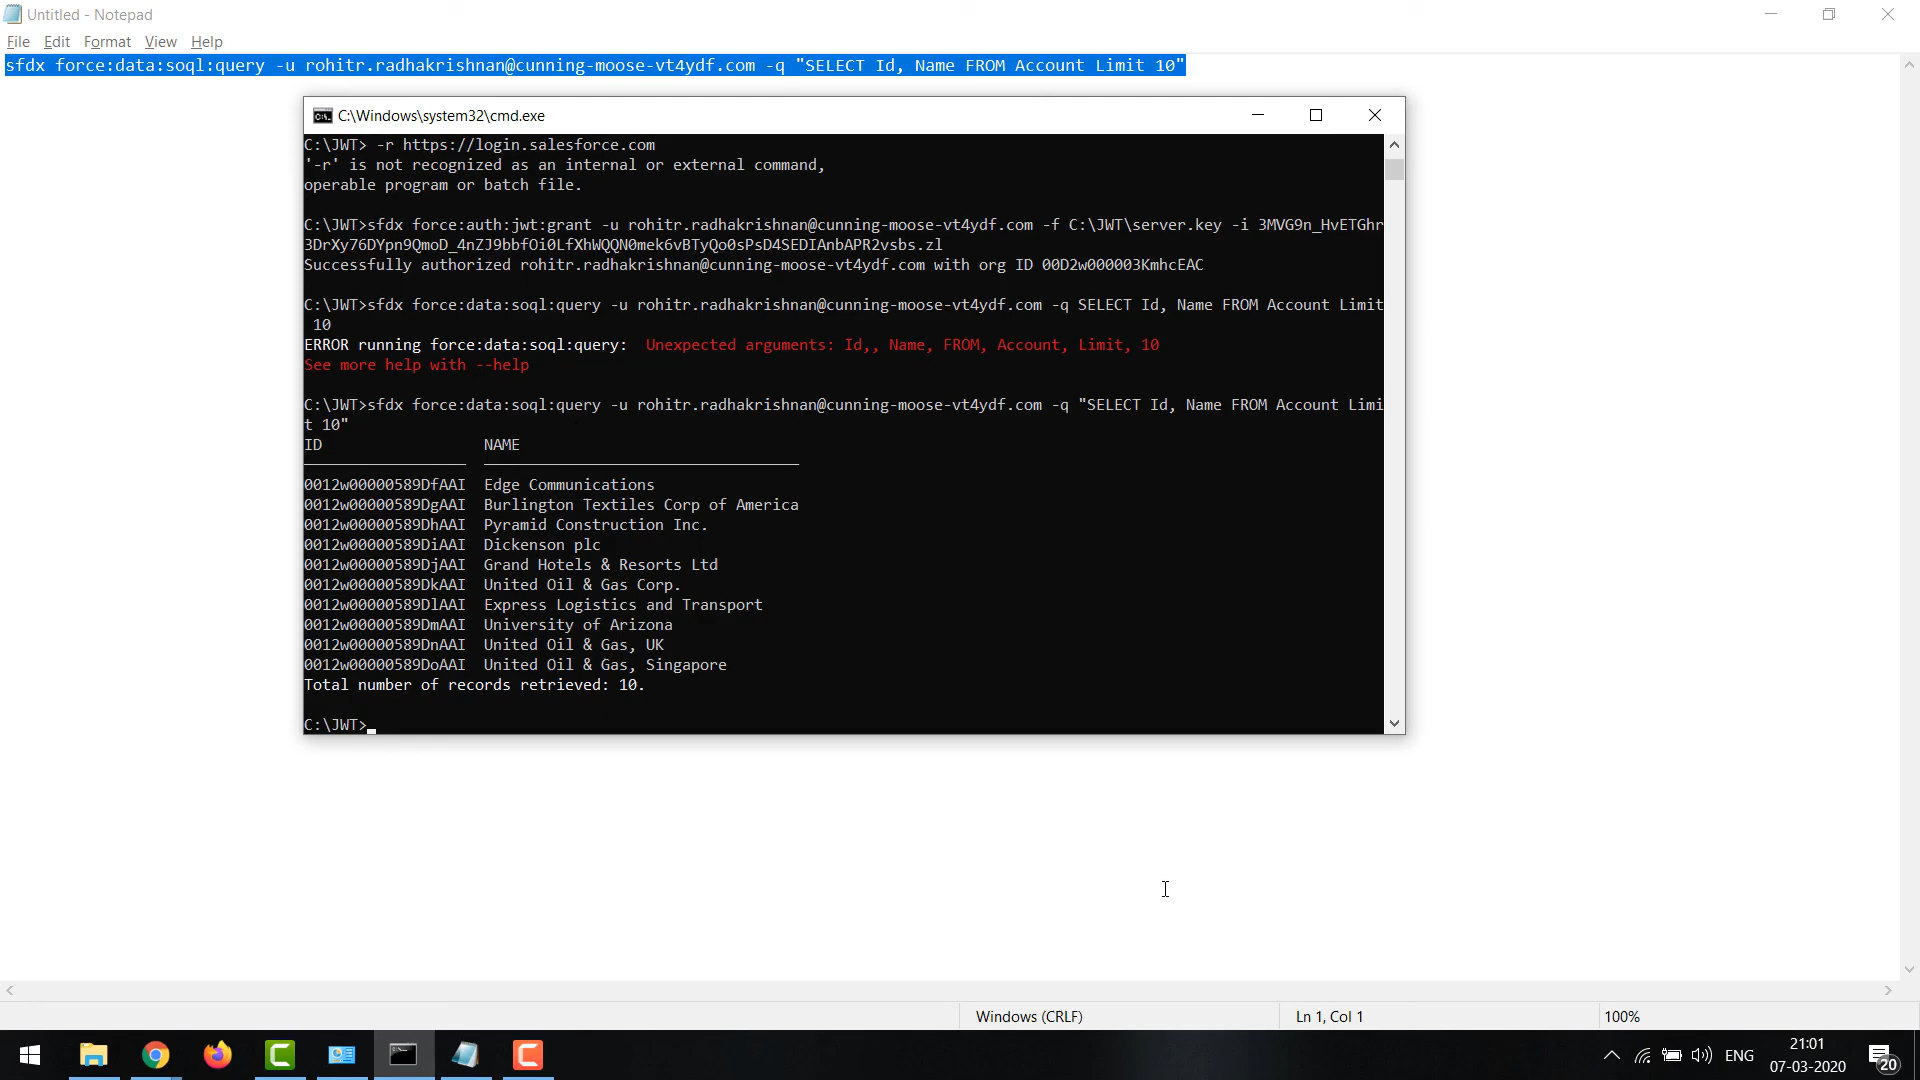 Untitled - Notepad
File Edit Format View Help
sfdx force:data:soql:query -u rohitr.radhakrishnan@cunning-moose-vt4ydf.com -q "SELECT Id, Name FROM Account Limit 10"
C:\Windows\system32\cmd.exe
C:\JWT> -r https://login.salesforce.com
'-r' is not recognized as an internal or external command,
operable program or batch file.
C:\JWT>sfdx force:auth:jwt:grant -u rohitr.radhakrishnan@cunning-moose-vt4ydf.com -f C:\JWT\server.key -i 3MVG9n_HvETGhr
3DrXy76DYpn9QmoD_4nZJ9bbfOi0LfXhWQQN0mek6vBTyQo0sPsD4SEDIAnbAPR2vsbs.zl
Successfully authorized rohitr.radhakrishnan@cunning-moose-vt4ydf.com with org ID 00D2w000003KmhcEAC
C:\JWT>sfdx force:data:soql:query -u rohitr.radhakrishnan@cunning-moose-vt4ydf.com -q SELECT Id, Name FROM Account Limit
10
ERROR running force:data:soql:query:  Unexpected arguments: Id,, Name, FROM, Account, Limit, 10
See more help with --help
C:\JWT>sfdx force:data:soql:query -u rohitr.radhakrishnan@cunning-moose-vt4ydf.com -q "SELECT Id, Name FROM Account Limi
t 10"
ID NAME
0012w00000589DfAAI Edge Communications
0012w00000589DgAAI Burlington Textiles Corp of America
0012w00000589DhAAI Pyramid Construction Inc.
0012w00000589DiAAI Dickenson plc
0012w00000589DjAAI Grand Hotels & Resorts Ltd
0012w00000589DkAAI United Oil & Gas Corp.
0012w00000589DlAAI Express Logistics and Transport
0012w00000589DmAAI University of Arizona
0012w00000589DnAAI United Oil & Gas, UK
0012w00000589DoAAI United Oil & Gas, Singapore
Total number of records retrieved: 10.
C:\JWT>
Windows (CRLF) Ln 1, Col 1 100%
ENG 21:01
07-03-2020 20